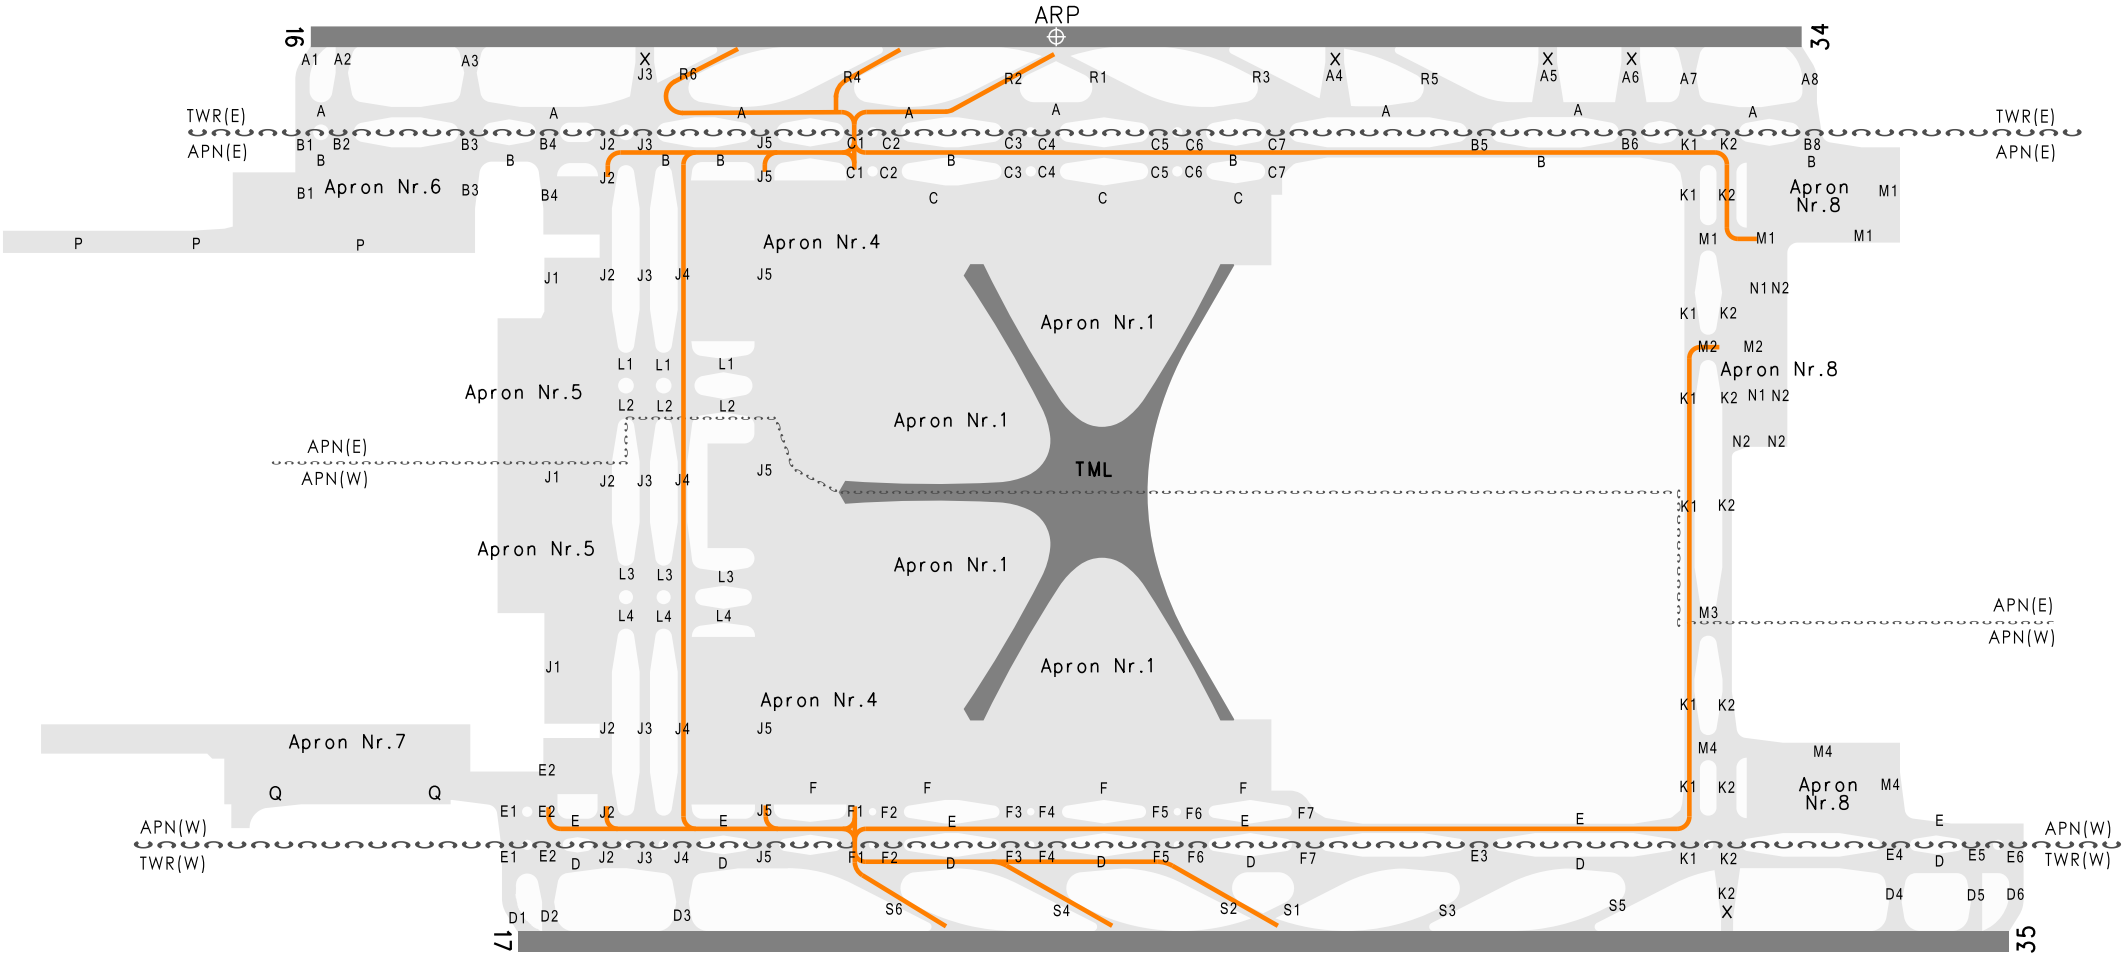 ARP
16 34
A1 A2 A3 X X X X
J3 R6 R4 R2 R1 R3 A4 R5 A5 A6 A7 A8
A A A A A A A A
TWR(E) TWR(E)
B1 B2 B3 B4 J2 J3 J5 C1 C2 C3 C4 C5 C6 C7 B5 B6 K1 K2 B8
APN(E) APN(E)
B B B B B B B B
J2 J5 C1 C2 C3 C4 C5 C6 C7
B1 Apron Nr.6 B3 B4 K1 K2 Apron M1
C C C Nr.8
P P P Apron Nr.4 M1 M1 M1
J1 J2 J3 J4 J5
N1 N2
Apron Nr.1 K1 K2
M2 M2
L1 L1 L1 Apron Nr.8
Apron Nr.5 K1 K2 N1 N2
L2 L2 L2
Apron Nr.1
APN(E) N2 N2
APN(W) J1 J2 J3 J4 J5 TML
K1 K2
Apron Nr.5
Apron Nr.1
L3 L3 L3
L4 L4 L4 M3 APN(E)
APN(W)
J1 Apron Nr.1
Apron Nr.4 K1 K2
J2 J3 J4 J5
Apron Nr.7 M4 M4
E2
Q Q F F F F K1 K2 Apron M4
Nr.8
E1 E2 J2 J5 F1 F2 F3 F4 F5 F6 F7
E E E E E E
APN(W) APN(W)
E1 E2 J2 J3 J4 J5 F1 F2 F3 F4 F5 F6 F7 E3 K1 K2 E4 E5 E6
TWR(W) D D D D D D D TWR(W)
K2 D4 D5 D6
D1 D2 D3 S6 S4 S2 S1 S3 S5 X
17 35